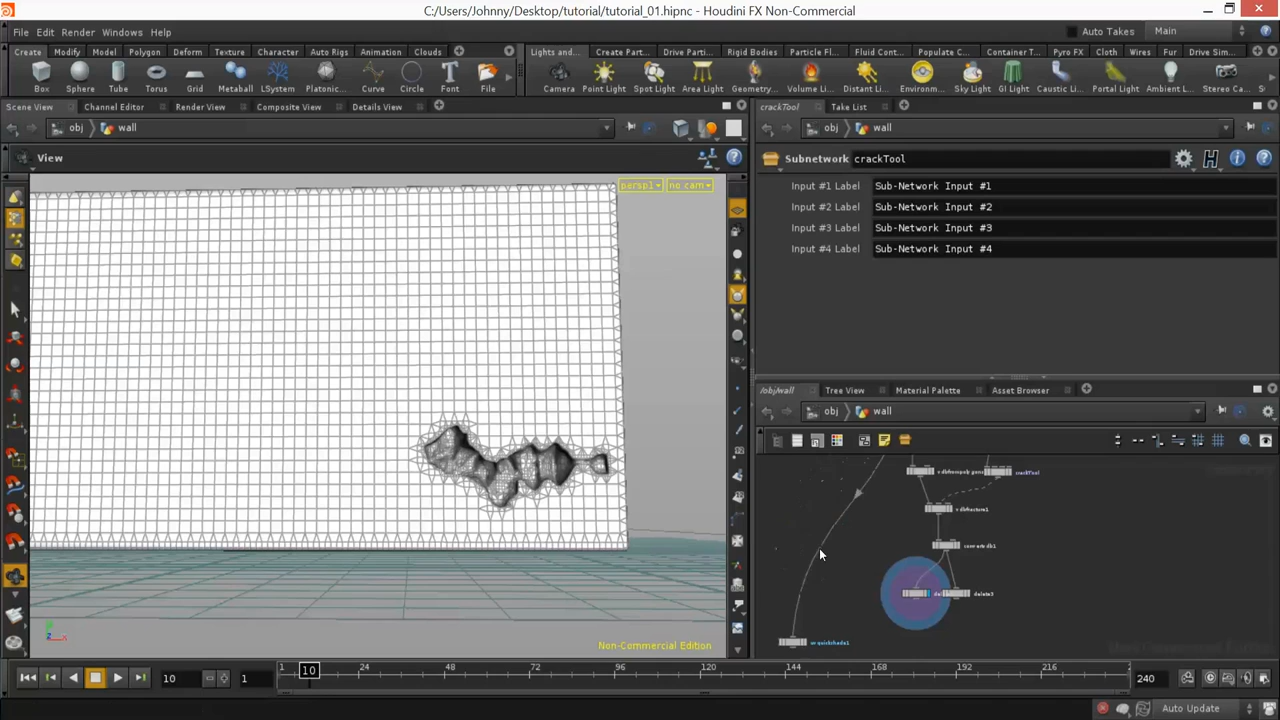 C:/Users/Johnny/Desktop/tutorial/tutorial_01.hipnc - Houdini FX Non-Commercial
File Edit Render Windows Help
Auto Takes Main
Create Modify Model Polygon Deform Texture Character Auto Rigs Animation Clouds
Lights and... Create Part... Drive Parti... Rigid Bodies Particle Fl... Fluid Cont... Populate C... Container T... Pyro FX Cloth Wires Fur Drive Sim...
Box Sphere Tube Torus Grid Metaball LSystem Platonic... Curve Circle Font File
Camera Point Light Spot Light Area Light Geometry... Volume Li... Distant Li... Environm... Sky Light GI Light Caustic Li... Portal Light Ambient L... Stereo Ca...
Scene View Channel Editor Render View Composite View Details View
crackTool Take List
obj wall
obj wall
View
Subnetwork crackTool
persp1 no cam
Input #1 Label Sub-Network Input #1
Input #2 Label Sub-Network Input #2
Input #3 Label Sub-Network Input #3
Input #4 Label Sub-Network Input #4
/obj/wall Tree View Material Palette Asset Browser
obj wall
crackTool
delete3
Non-Commercial Edition
10 1
1 10 24 48 72 96 120 144 168 192 216
240
Auto Update